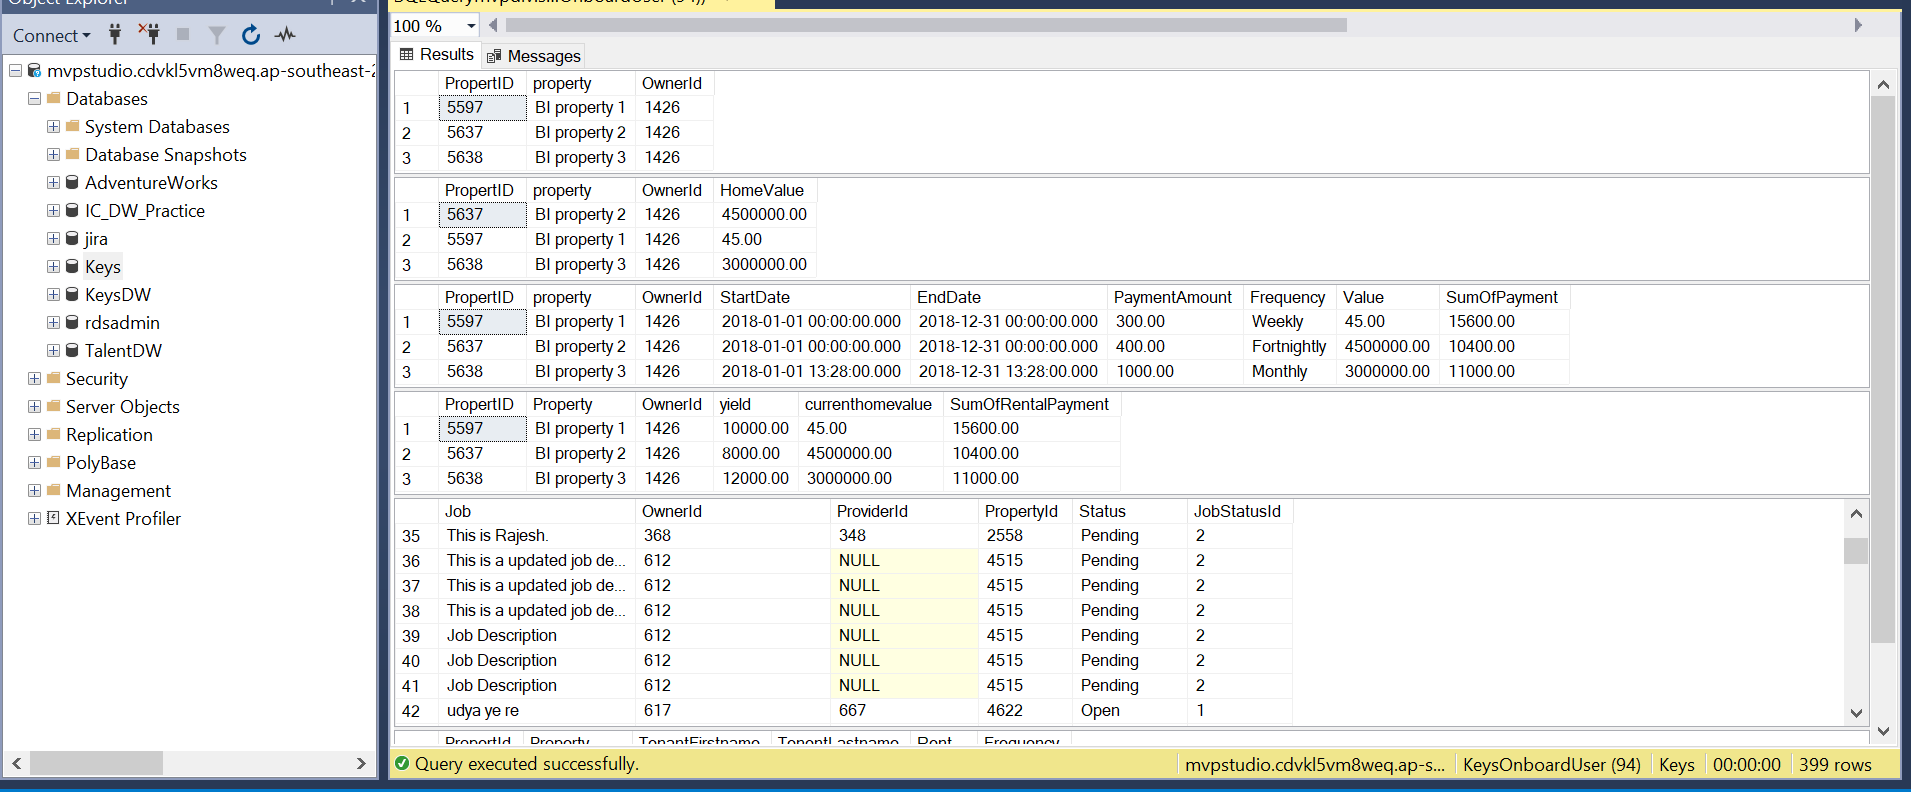 Object Explorer
SQLQuerymvpdivisi...OnboardUser (94))
Connect
100 %
Results Messages
mvpstudio.cdvkl5vm8weq.ap-southeast-2
Databases
System Databases
Database Snapshots
AdventureWorks
IC_DW_Practice
jira
Keys
KeysDW
rdsadmin
TalentDW
Security
Server Objects
Replication
PolyBase
Management
XEvent Profiler
PropertID property OwnerId
1 5597 BI property 1 1426
2 5637 BI property 2 1426
3 5638 BI property 3 1426
PropertID property OwnerId HomeValue
1 5637 BI property 2 1426 4500000.00
2 5597 BI property 1 1426 45.00
3 5638 BI property 3 1426 3000000.00
PropertID property OwnerId StartDate EndDate PaymentAmount Frequency Value SumOfPayment
1 5597 BI property 1 1426 2018-01-01 00:00:00.000 2018-12-31 00:00:00.000 300.00 Weekly 45.00 15600.00
2 5637 BI property 2 1426 2018-01-01 00:00:00.000 2018-12-31 00:00:00.000 400.00 Fortnightly 4500000.00 10400.00
3 5638 BI property 3 1426 2018-01-01 13:28:00.000 2018-12-31 13:28:00.000 1000.00 Monthly 3000000.00 11000.00
PropertID Property OwnerId yield currenthomevalue SumOfRentalPayment
1 5597 BI property 1 1426 10000.00 45.00 15600.00
2 5637 BI property 2 1426 8000.00 4500000.00 10400.00
3 5638 BI property 3 1426 12000.00 3000000.00 11000.00
Job OwnerId ProviderId PropertyId Status JobStatusId
35 This is Rajesh. 368 348 2558 Pending 2
36 This is a updated job de... 612 NULL 4515 Pending 2
37 This is a updated job de... 612 NULL 4515 Pending 2
38 This is a updated job de... 612 NULL 4515 Pending 2
39 Job Description 612 NULL 4515 Pending 2
40 Job Description 612 NULL 4515 Pending 2
41 Job Description 612 NULL 4515 Pending 2
42 udya ye re 617 667 4622 Open 1
PropertId Property TenantFirstname TenentLastname Rent Frequency
Query executed successfully. mvpstudio.cdvkl5vm8weq.ap-s... KeysOnboardUser (94) Keys 00:00:00 399 rows